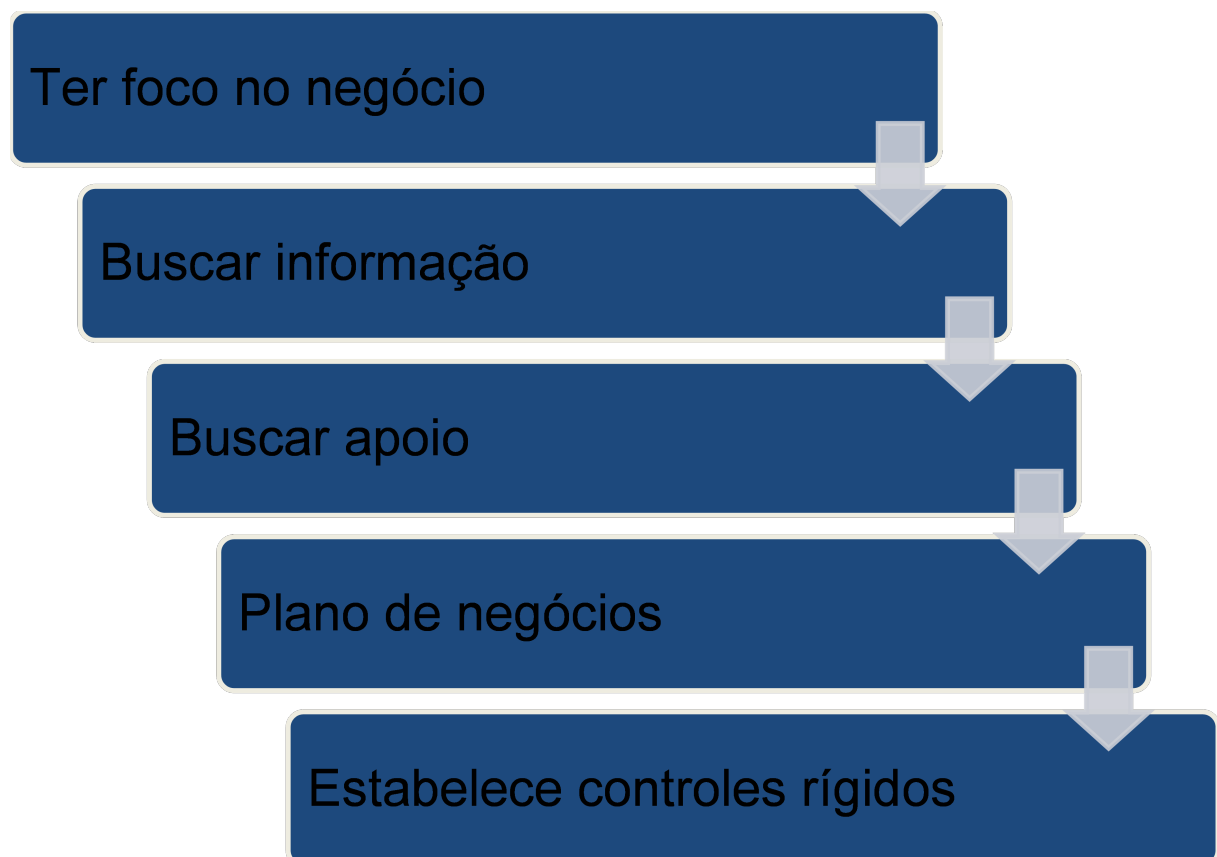 Ter foco no negócio
Buscar informação
Buscar apoio
Plano de negócios
Estabelece controles rígidos